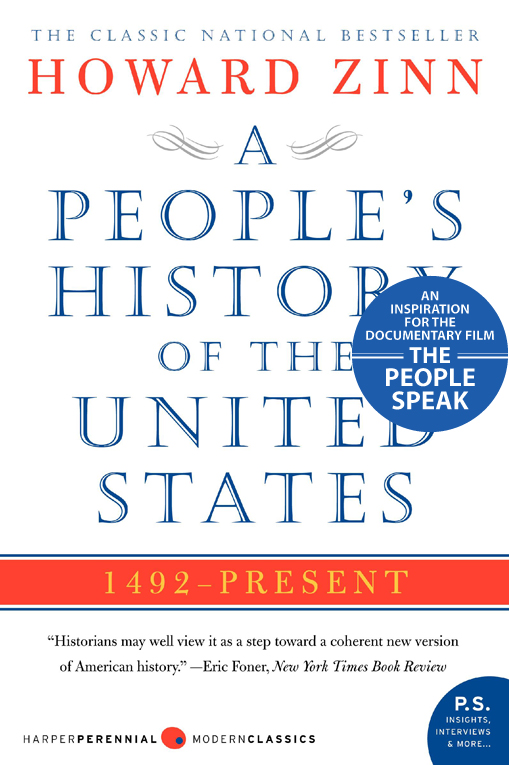 THE CLASSIC NATIONAL BESTSELLER
HOWARD ZINN
A
PEOPLE'S
HISTORY
OF THE
UNITED
STATES
AN
INSPIRATION
FOR THE
DOCUMENTARY FILM
THE
PEOPLE
SPEAK
1492–PRESENT
“Historians may well view it as a step toward a coherent new version
of American history.” —Eric Foner, New York Times Book Review
P.S.
INSIGHTS,
INTERVIEWS
& MORE...
HARPERPERENNIAL MODERNCLASSICS